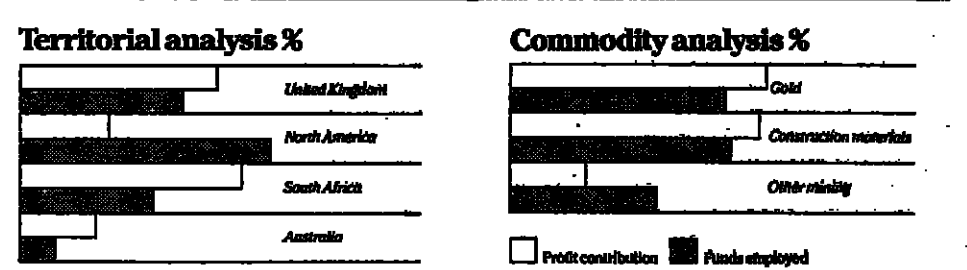 Territorial analysis %
United Kingdom
North America
South Africa
Australia
Commodity analysis %
Gold
Construction materials
Other mining
Profit contribution
Funds employed